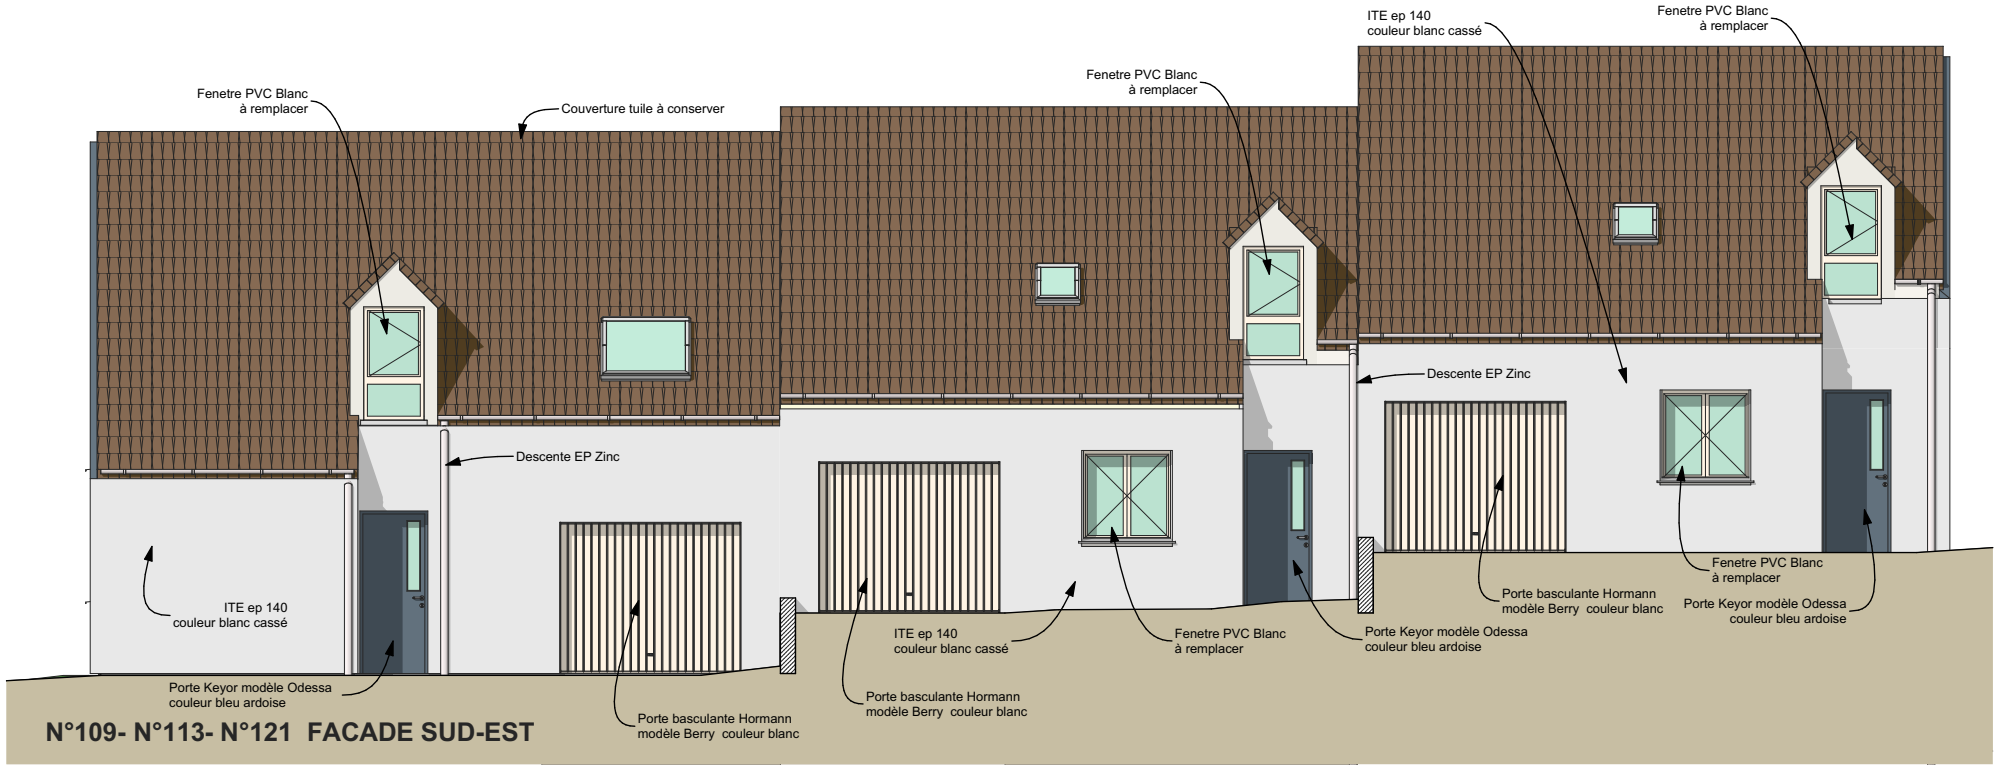 ITE ep 140
couleur blanc cassé
Fenetre PVC Blanc
à remplacer
Fenetre PVC Blanc
à remplacer
Fenetre PVC Blanc
à remplacer
Couverture tuile à conserver
Descente EP Zinc
Descente EP Zinc
ITE ep 140
couleur blanc cassé
Fenetre PVC Blanc
à remplacer
Porte basculante Hormann
modèle Berry couleur blanc
Porte Keyor modèle Odessa
couleur bleu ardoise
ITE ep 140
couleur blanc cassé
Fenetre PVC Blanc
à remplacer
Porte Keyor modèle Odessa
couleur bleu ardoise
Porte Keyor modèle Odessa
couleur bleu ardoise
Porte basculante Hormann
modèle Berry couleur blanc
Porte basculante Hormann
modèle Berry couleur blanc
N°109- N°113- N°121 FACADE SUD-EST